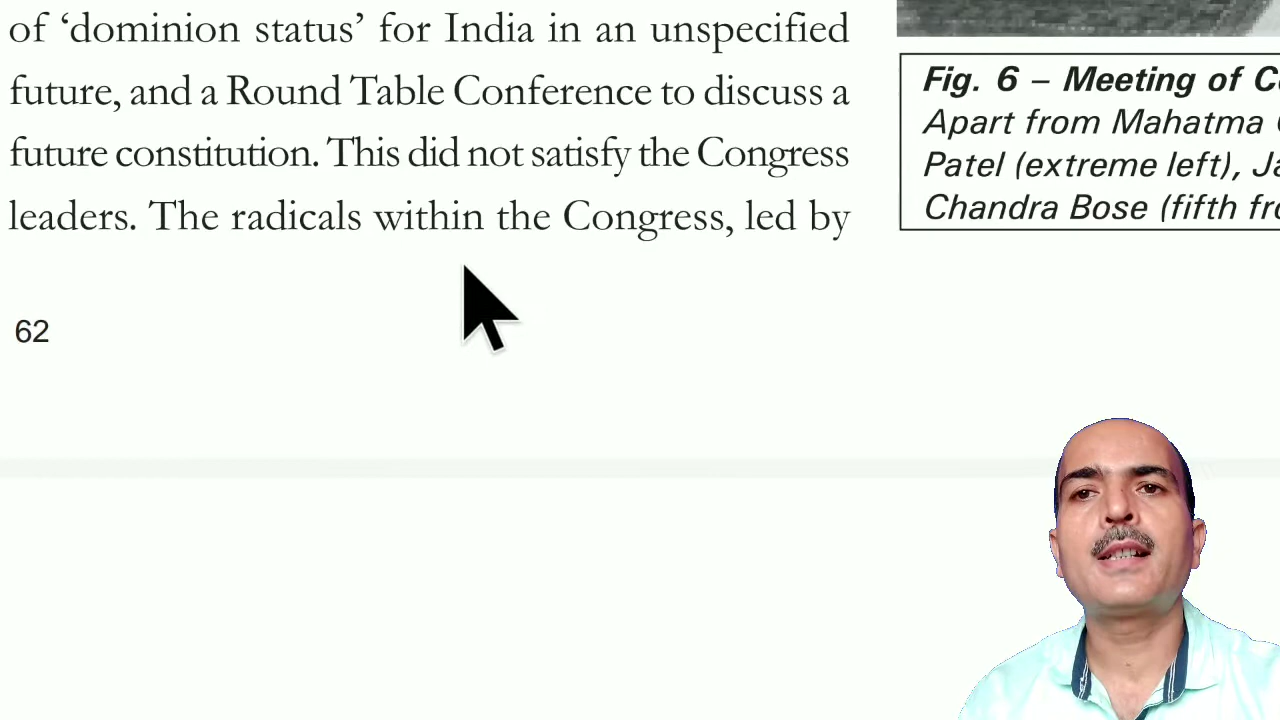 of ‘dominion status’ for India in an unspecified
future, and a Round Table Conference to discuss a
future constitution. This did not satisfy the Congress
leaders. The radicals within the Congress, led by
62
Fig. 6 – Meeting of
Apart from Mahatma
Patel (extreme left),
Chandra Bose (fifth